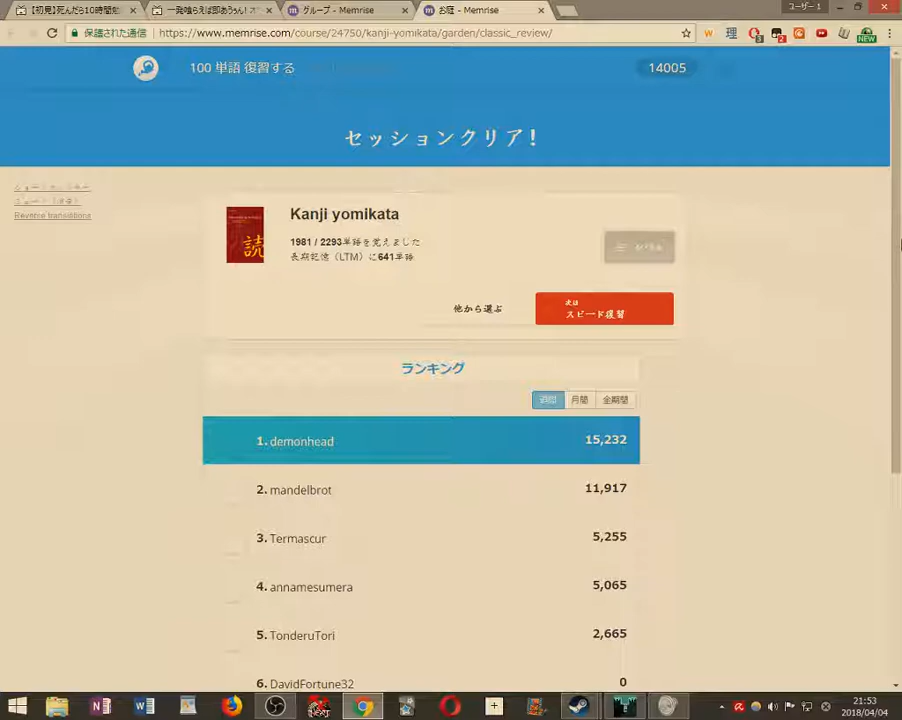 【初見】死んだら10時間勉
一発喰らえば即あうろん! ス
グループ - Memrise
お庭 - Memrise
ユーザー 1
保護された通信
https://www.memrise.com/course/24750/kanji-yomikata/garden/classic_review/
100 単語 復習する
14005
セッションクリア!
Reverse translations
Kanji yomikata
1981 / 2293単語を覚えました
長期記憶(LTM)に641単語
他から選ぶ
次は
スピード復習
ランキング
週間 月間 全期間
1. demonhead 15,232
2. mandelbrot 11,917
3. Termascur 5,255
4. annamesumera 5,065
5. TonderuTori 2,665
6. DavidFortune32 0
21:53
2018/04/04